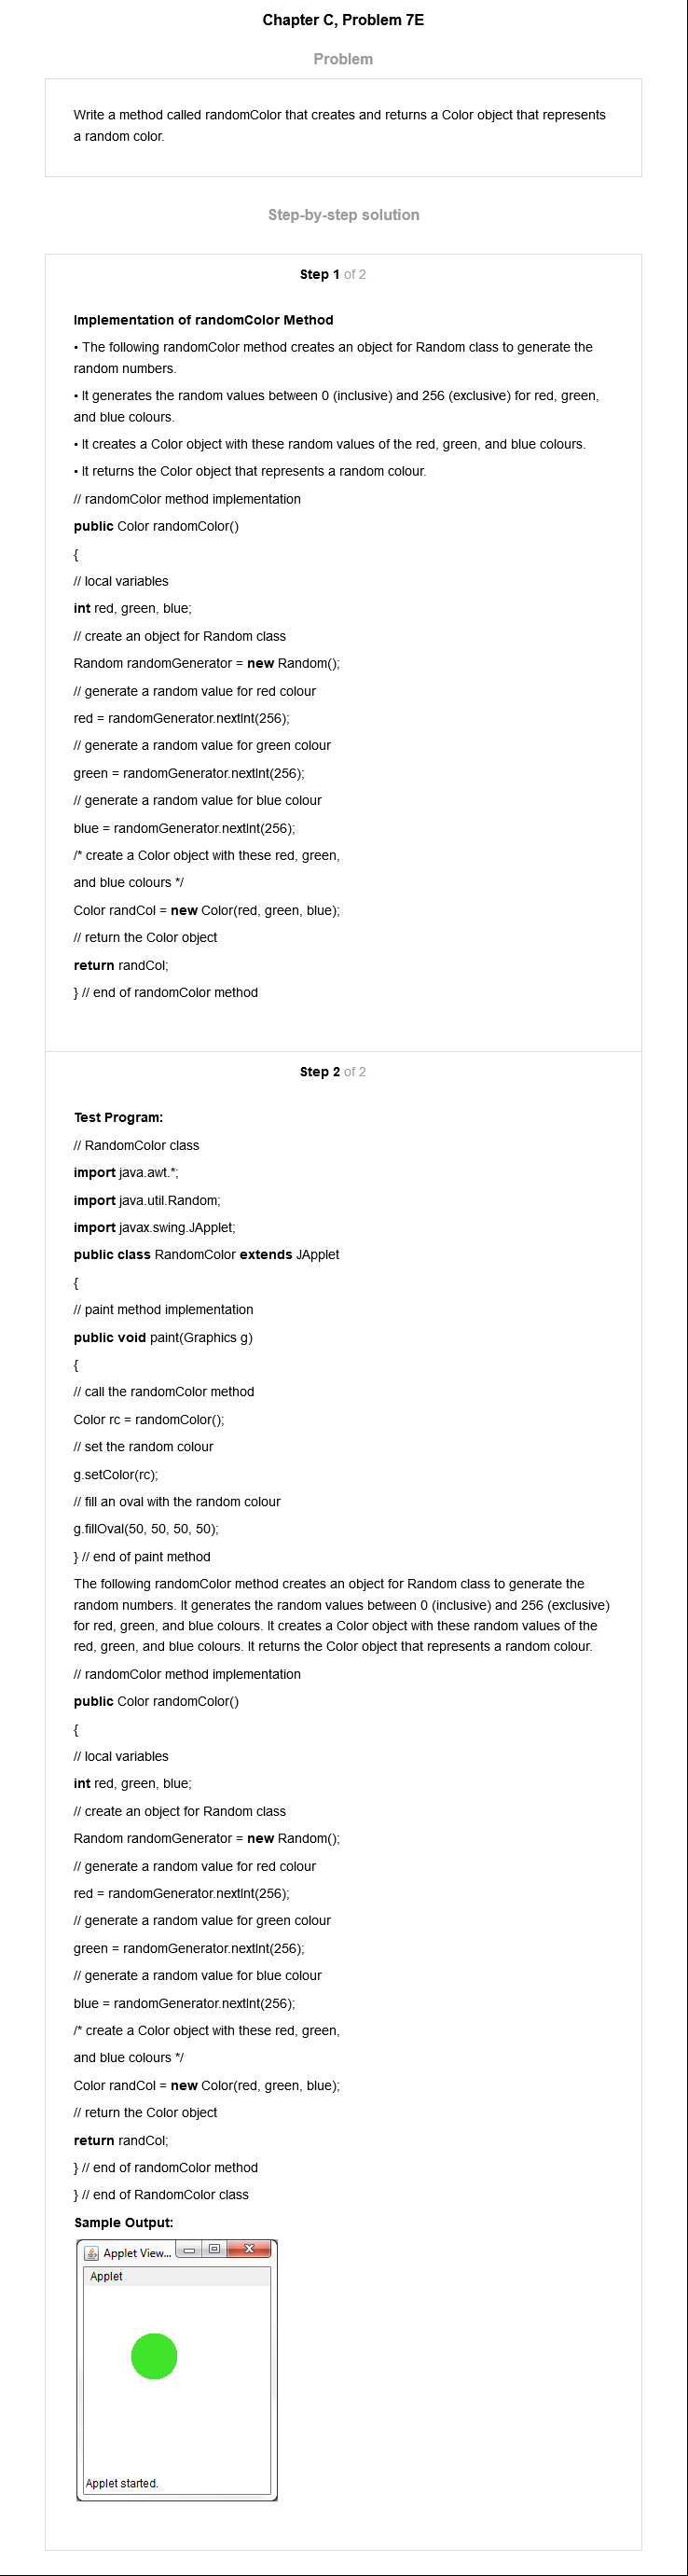 Chapter C, Problem 7E
Problem
Write a method called randomColor that creates and returns a Color object that represents
a random color.
Step-by-step solution
Step 1 of 2
Implementation of randomColor Method
• The following randomColor method creates an object for Random class to generate the
random numbers.
• It generates the random values between 0 (inclusive) and 256 (exclusive) for red, green,
and blue colours.
• It creates a Color object with these random values of the red, green, and blue colours.
• It returns the Color object that represents a random colour.
// randomColor method implementation
public Color randomColor()
{
// local variables
int red, green, blue;
// create an object for Random class
Random randomGenerator = new Random();
// generate a random value for red colour
red = randomGenerator.nextInt(256);
// generate a random value for green colour
green = randomGenerator.nextInt(256);
// generate a random value for blue colour
blue = randomGenerator.nextInt(256);
/* create a Color object with these red, green,
and blue colours */
Color randCol = new Color(red, green, blue);
// return the Color object
return randCol;
} // end of randomColor method
Step 2 of 2
Test Program:
// RandomColor class
import java.awt.*;
import java.util.Random;
import javax.swing.JApplet;
public class RandomColor extends JApplet
{
// paint method implementation
public void paint(Graphics g)
{
// call the randomColor method
Color rc = randomColor();
// set the random colour
g.setColor(rc);
// fill an oval with the random colour
g.fillOval(50, 50, 50, 50);
} // end of paint method
The following randomColor method creates an object for Random class to generate the
random numbers. It generates the random values between 0 (inclusive) and 256 (exclusive)
for red, green, and blue colours. It creates a Color object with these random values of the
red, green, and blue colours. It returns the Color object that represents a random colour.
// randomColor method implementation
public Color randomColor()
{
// local variables
int red, green, blue;
// create an object for Random class
Random randomGenerator = new Random();
// generate a random value for red colour
red = randomGenerator.nextInt(256);
// generate a random value for green colour
green = randomGenerator.nextInt(256);
// generate a random value for blue colour
blue = randomGenerator.nextInt(256);
/* create a Color object with these red, green,
and blue colours */
Color randCol = new Color(red, green, blue);
// return the Color object
return randCol;
} // end of randomColor method
} // end of RandomColor class
Sample Output:
Applet View...
Applet
Applet started.